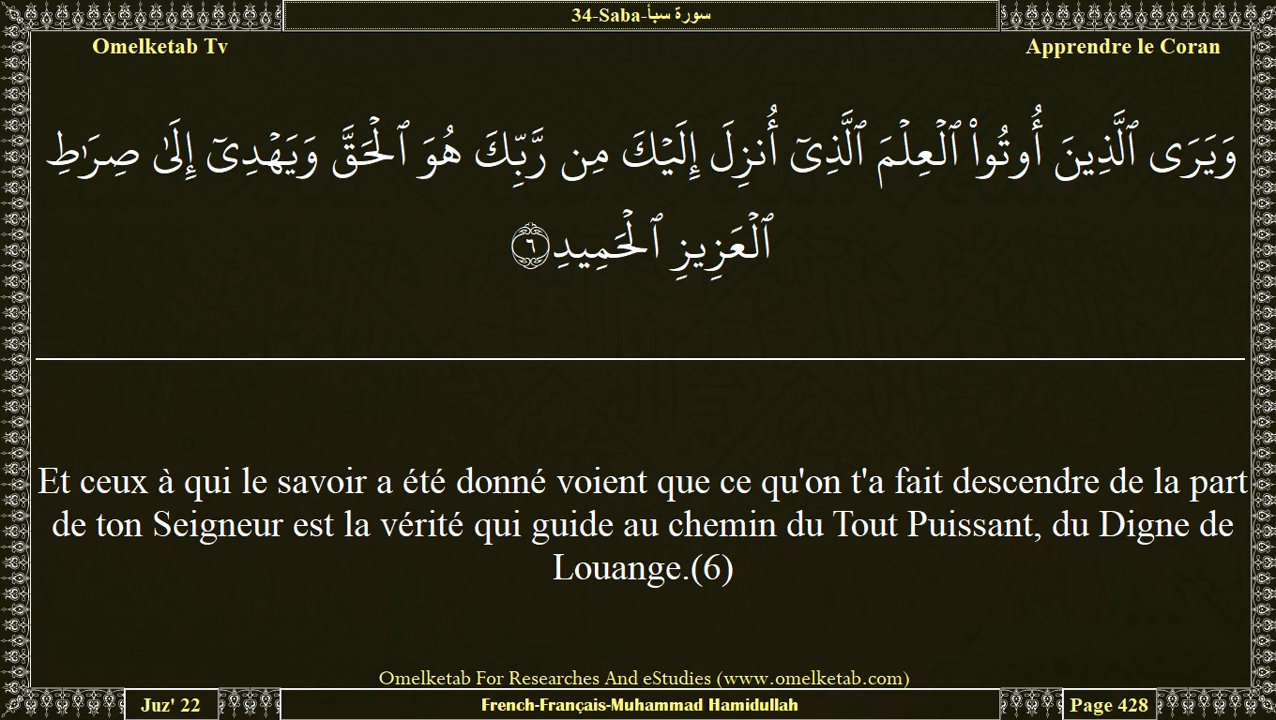 34-Saba-سورة سبأ
Omelketab Tv
Apprendre le Coran
وَيَرَى ٱلَّذِينَ أُوتُوا۟ ٱلْعِلْمَ ٱلَّذِىٓ أُنزِلَ إِلَيْكَ مِن رَّبِّكَ هُوَ ٱلْحَقَّ وَيَهْدِىٓ إِلَىٰ صِرَٰطِ
ٱلْعَزِيزِ ٱلْحَمِيدِ ٦
Et ceux à qui le savoir a été donné voient que ce qu'on t'a fait descendre de la part
de ton Seigneur est la vérité qui guide au chemin du Tout Puissant, du Digne de
Louange.(6)
Omelketab For Researches And eStudies (www.omelketab.com)
Juz' 22
French-Français-Muhammad Hamidullah
Page 428